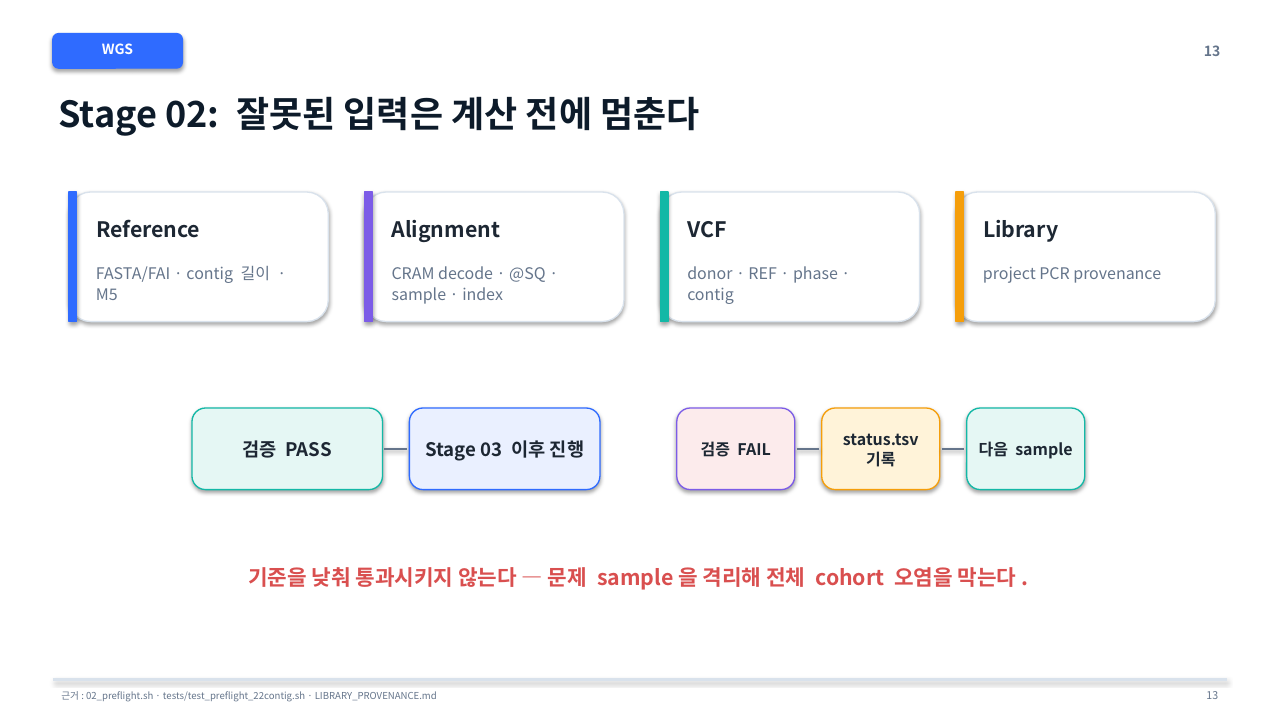 WGS
13
Stage 02: 잘못된 입력은 계산 전에 멈춘다
Reference
FASTA/FAI · contig 길이 ·
M5
Alignment
CRAM decode · @SQ ·
sample · index
VCF
donor · REF · phase ·
contig
Library
project PCR provenance
검증 PASS
Stage 03 이후 진행
검증 FAIL
status.tsv
기록
다음 sample
기준을 낮춰 통과시키지 않는다 — 문제 sample 을 격리해 전체 cohort 오염을 막는다 .
근거 : 02_preflight.sh · tests/test_preflight_22contig.sh · LIBRARY_PROVENANCE.md
13